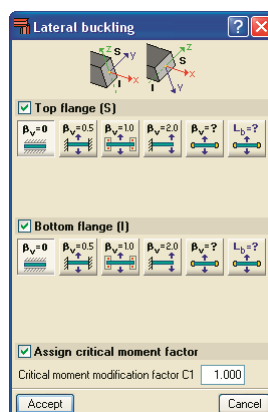 Lateral buckling
Z S Y X I
Z S X Y I
Top flange (S)
βv=0 βv=0.5 βv=1.0 βv=2.0 βv=? Lb=?
Bottom flange (I)
βv=0 βv=0.5 βv=1.0 βv=2.0 βv=? Lb=?
Assign critical moment factor
Critical moment modification factor C1 1.000
Accept Cancel